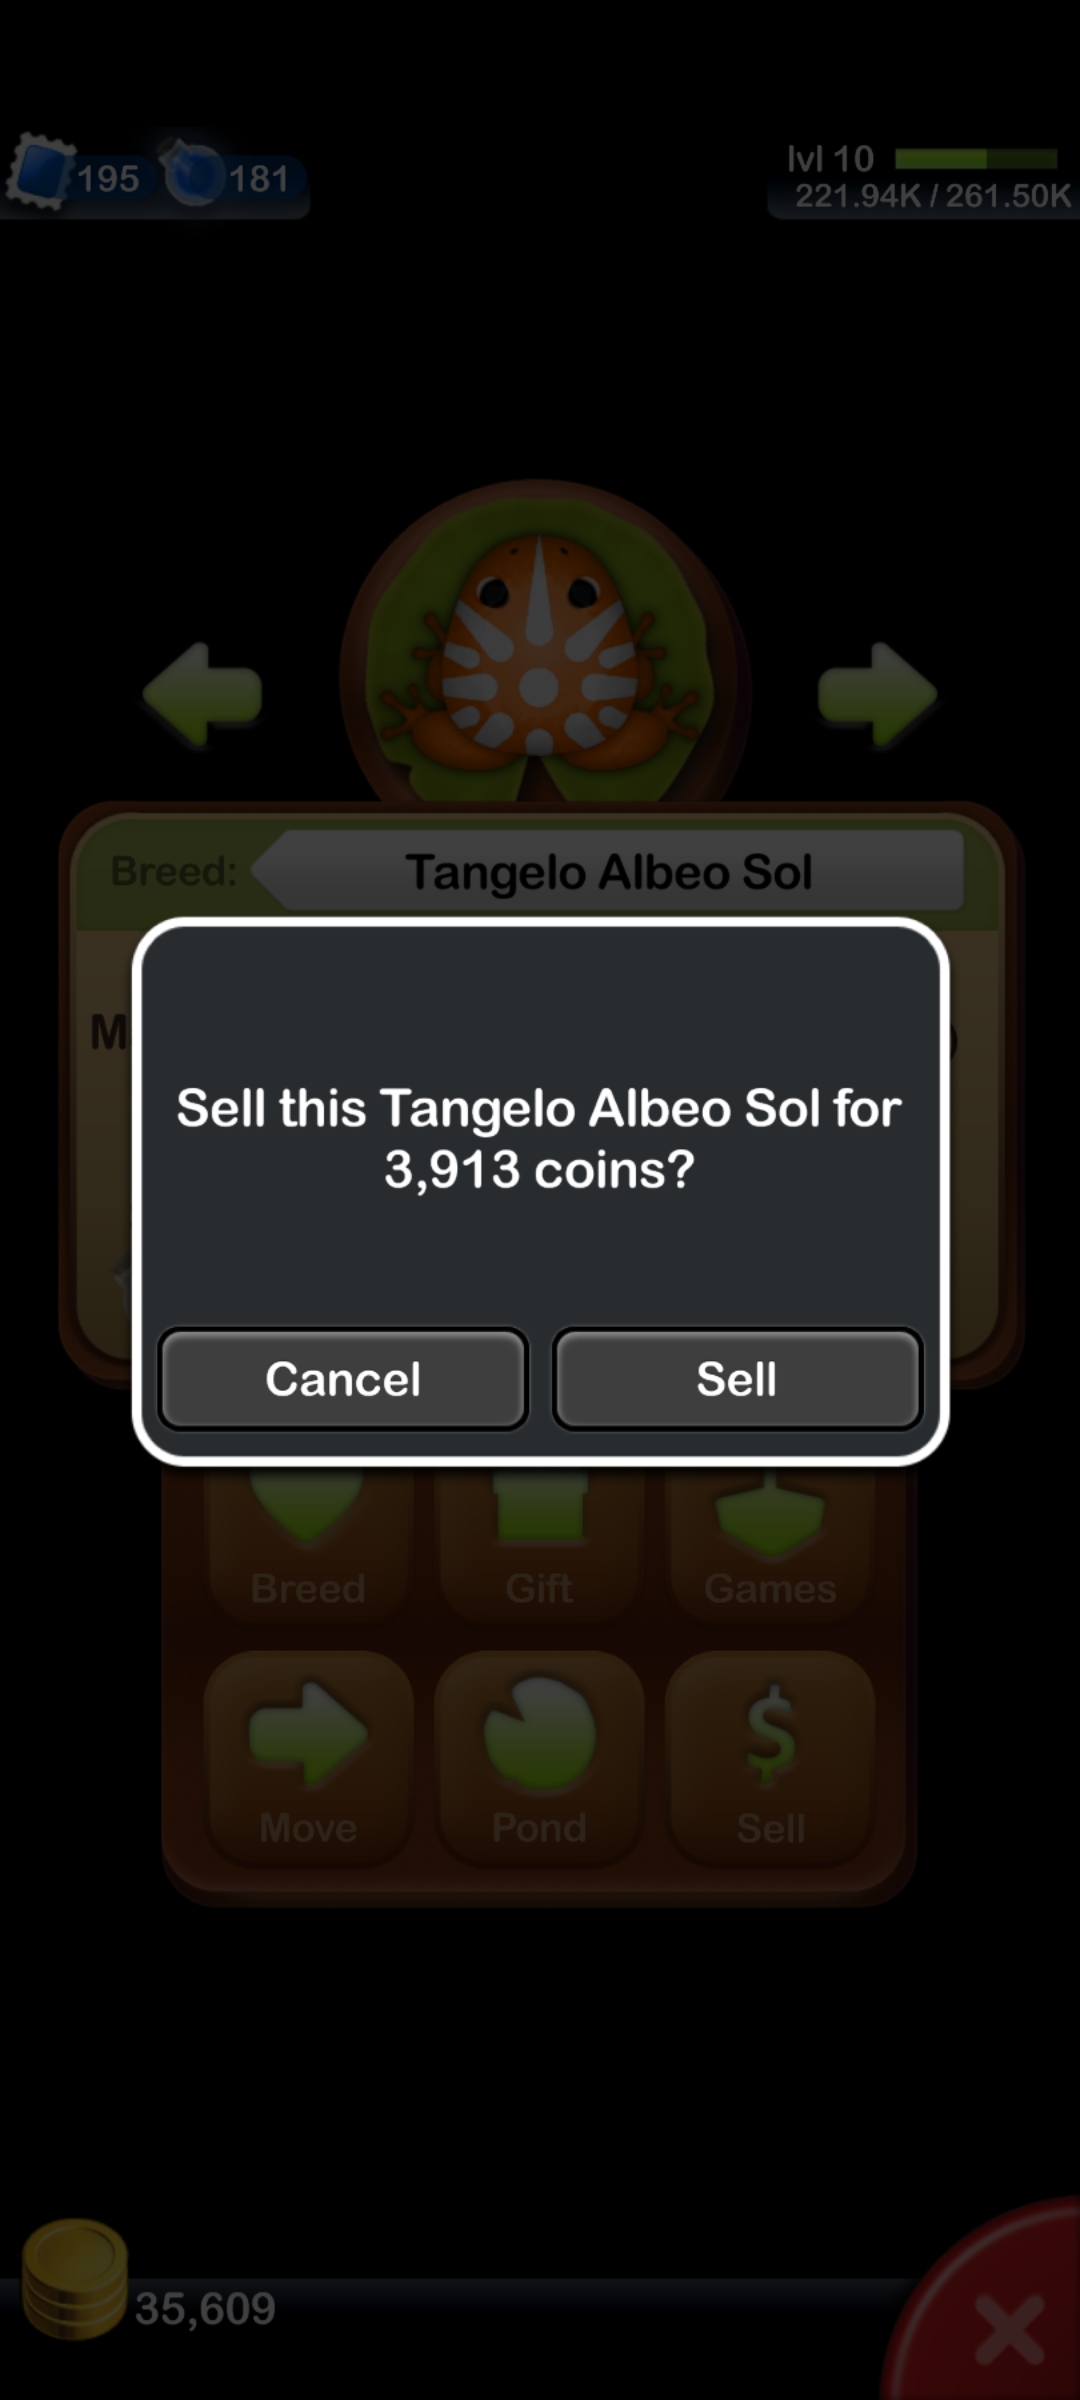 195
181
lvl 10
221.94K / 261.50K
Breed:
Tangelo Albeo Sol
M
Sell this Tangelo Albeo Sol for
3,913 coins?
Cancel
Sell
Breed
Gift
Games
Move
Pond
$
Sell
35,609